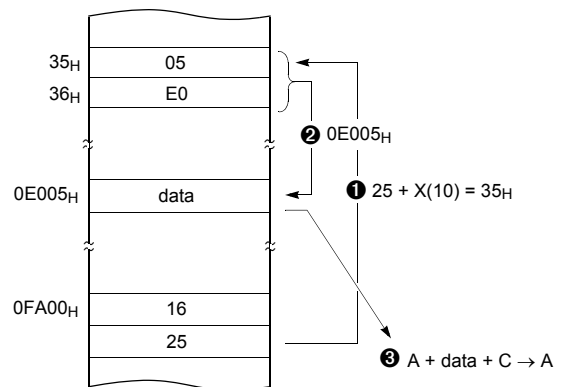 35H 05
36H E0
❷ 0E005H
0E005H data
❶ 25 + X(10) = 35H
0FA00H 16
25
❸ A + data + C → A